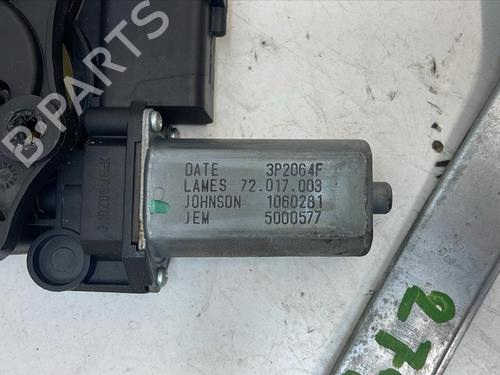 B-PARTS
DATE 3P2064F
LAMES 72.017.003
JOHNSON 1060281
JEM 5000577